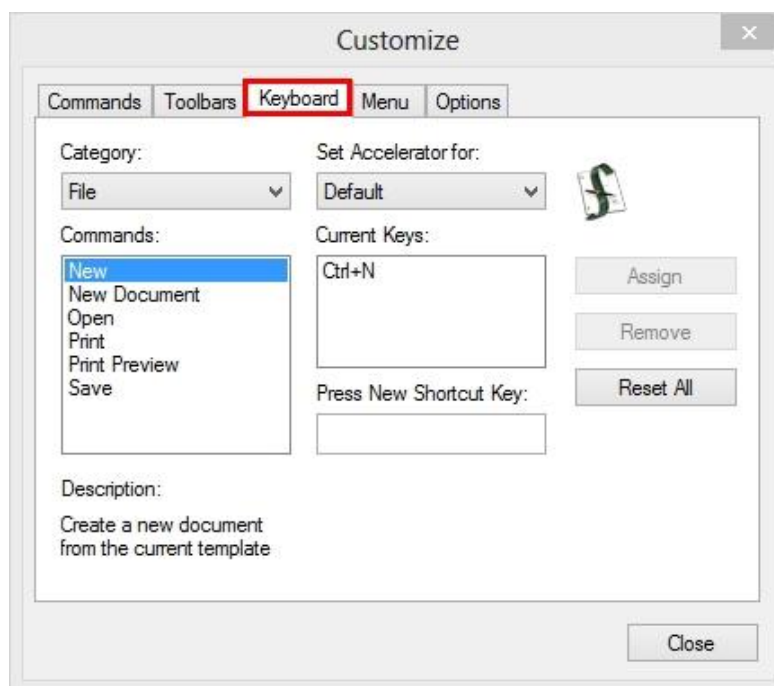 Customize
Commands Toolbars Keyboard Menu Options
Category:
File
Set Accelerator for:
Default
Commands:
New
New Document
Open
Print
Print Preview
Save
Current Keys:
Ctrl+N
Press New Shortcut Key:
Assign
Remove
Reset All
Description:
Create a new document
from the current template
Close